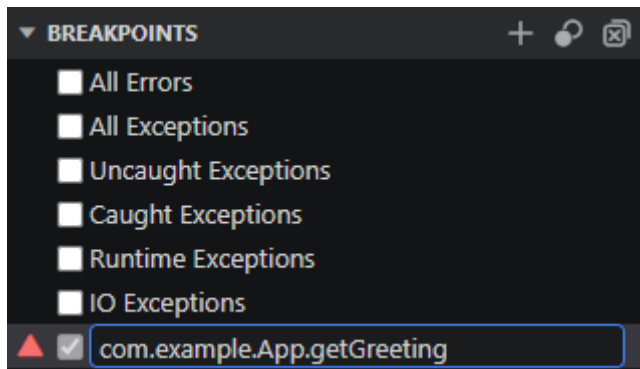 BREAKPOINTS
All Errors
All Exceptions
Uncaught Exceptions
Caught Exceptions
Runtime Exceptions
IO Exceptions
com.example.App.getGreeting